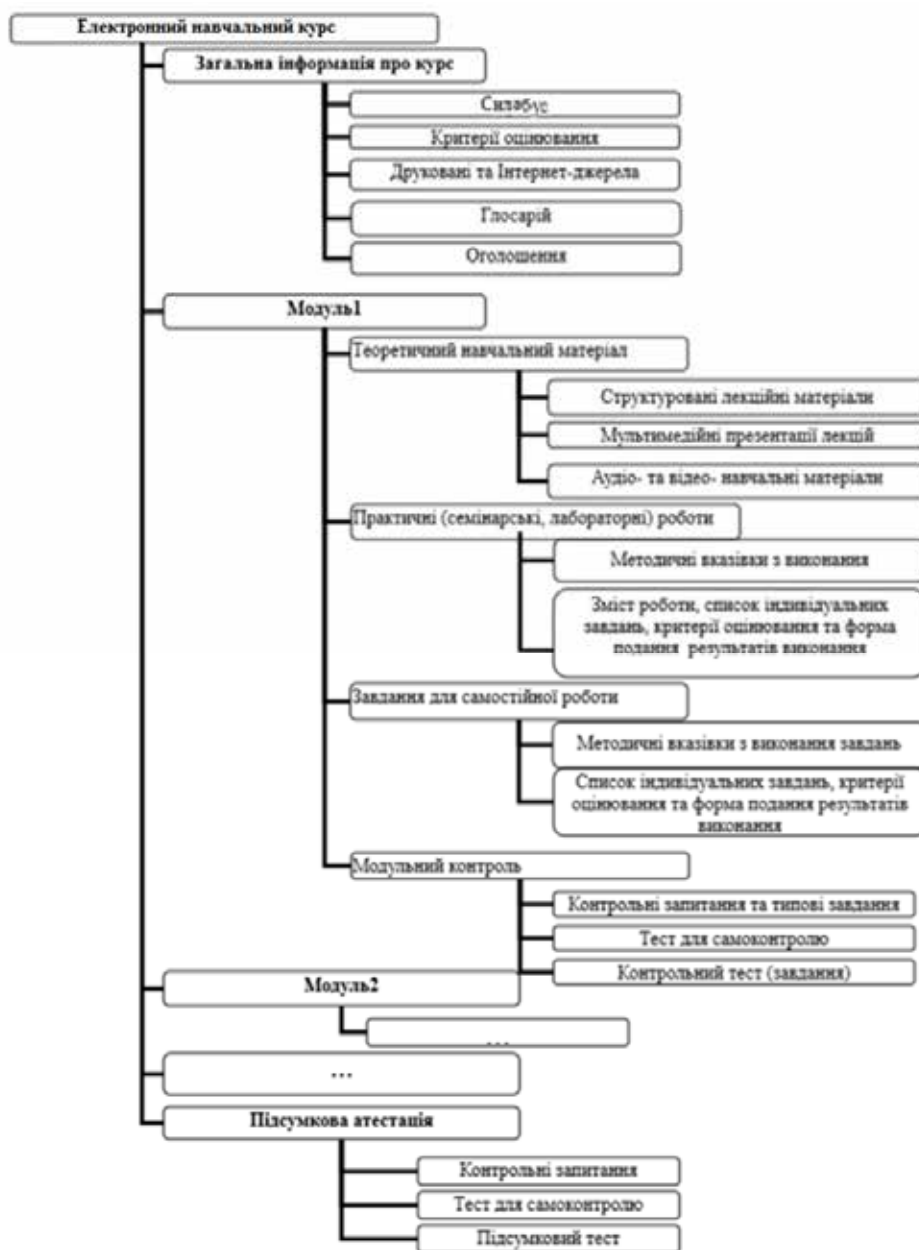 Електронний навчальний курс
Загальна інформація про курс
Силабус
Критерії оцінювання
Друковані та Інтернет-джерела
Глосарій
Оголошення
Модуль1
Теоретичний навчальний матеріал
Структуровані лекційні матеріали
Мультимедійні презентації лекцій
Аудіо- та відео- навчальні матеріали
Практичні (семінарські, лабораторні) роботи
Методичні вказівки з виконання
Зміст роботи, список індивідуальних
завдань, критерії оцінювання та форма
подання результатів виконання
Завдання для самостійної роботи
Методичні вказівки з виконання завдань
Список індивідуальних завдань, критерії
оцінювання та форма подання результатів
виконання
Модульний контроль
Контрольні запитання та типові завдання
Тест для самоконтролю
Контрольний тест (завдання)
Модуль2
...
...
Підсумкова атестація
Контрольні запитання
Тест для самоконтролю
Підсумковий тест